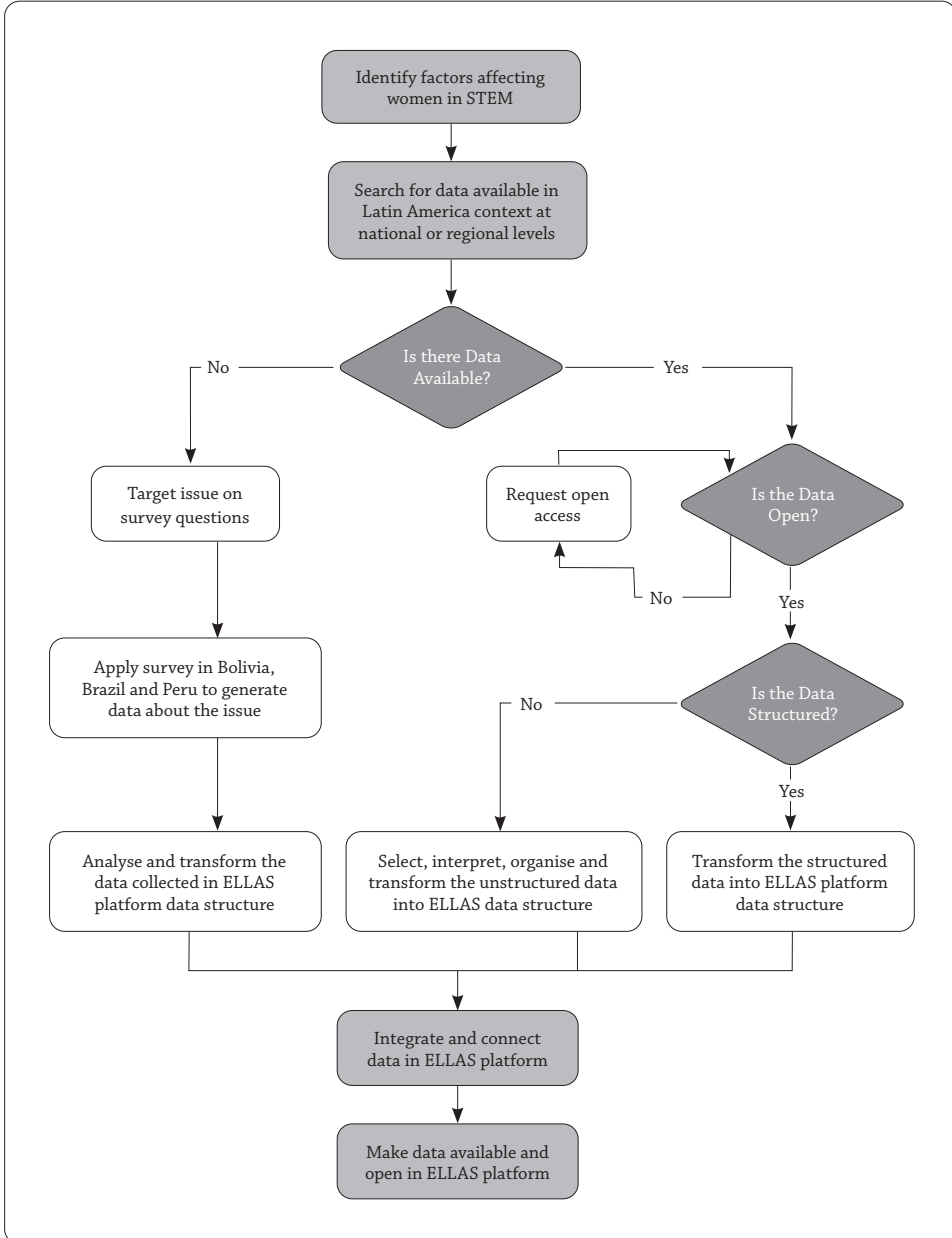 Identify factors affecting
women in STEM
Search for data available in
Latin America context at
national or regional levels
Is there Data
Available?
No
Yes
Target issue on
survey questions
Request open
access
Is the Data
Open?
No
Yes
Apply survey in Bolivia,
Brazil and Peru to generate
data about the issue
Is the Data
Structured?
No
Yes
Analyse and transform the
data collected in ELLAS
platform data structure
Select, interpret, organise and
transform the unstructured data
into ELLAS data structure
Transform the structured
data into ELLAS platform
data structure
Integrate and connect
data in ELLAS platform
Make data available and
open in ELLAS platform